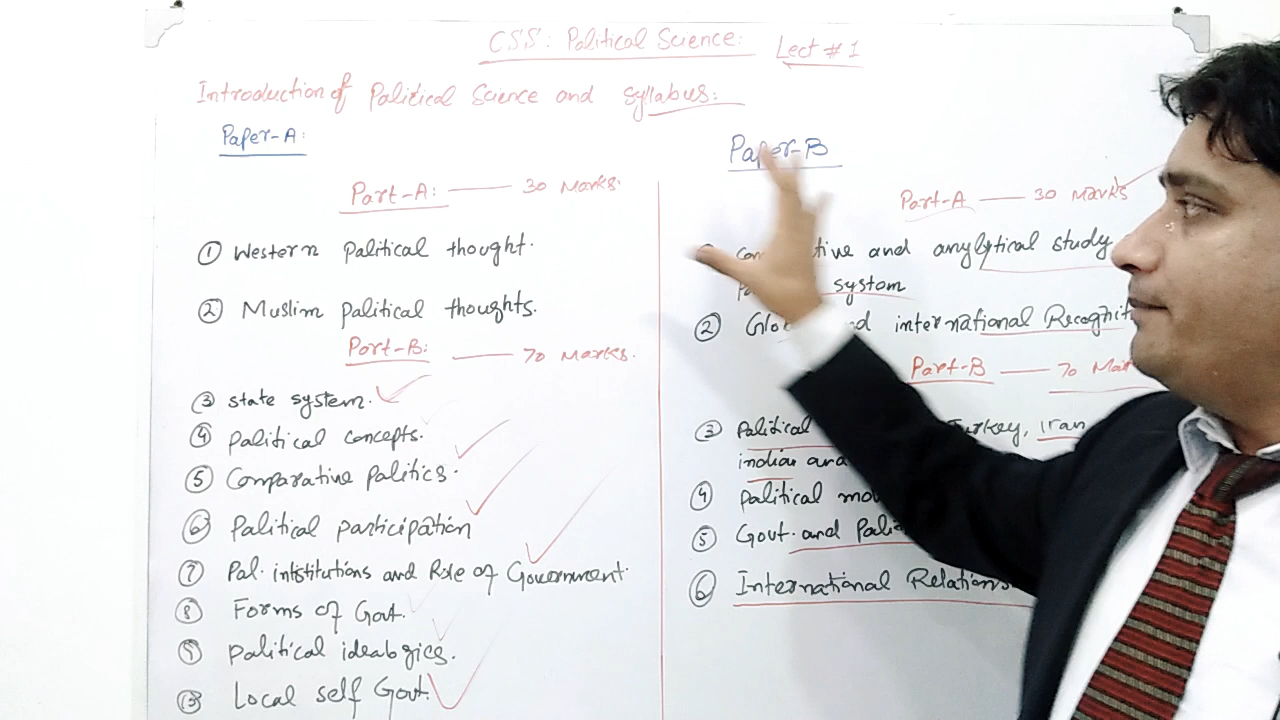 CSS: Political Science:
Lect # 1
Introduction of Political Science and Syllabus:
Paper-A:
Part-A: —— 30 Marks.
① Western Political thought.
② Muslim Political thoughts.
Part-B: —— 70 Marks.
③ state system.
④ Political concepts.
⑤ Comparative Politics.
⑥ Political participation
⑦ Pol. intstitutions and Role of Government.
⑧ Forms of Govt.
⑨ Political ideologies.
Local self Govt.
Paper-B
Part-A —— 30 Marks
and anylytical study
system
② and international
Part-B —— 70
③ Political Turkey, iran
indian and
④ Political
⑤ Govt. and
⑥ International Relations